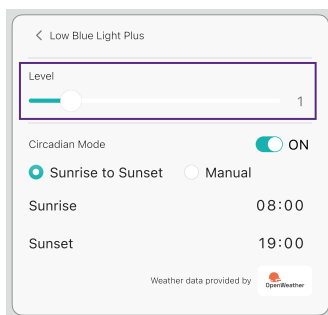 Low Blue Light Plus
Level
1
Circadian Mode ON
Sunrise to Sunset Manual
Sunrise 08:00
Sunset 19:00
Weather data provided by OpenWeather